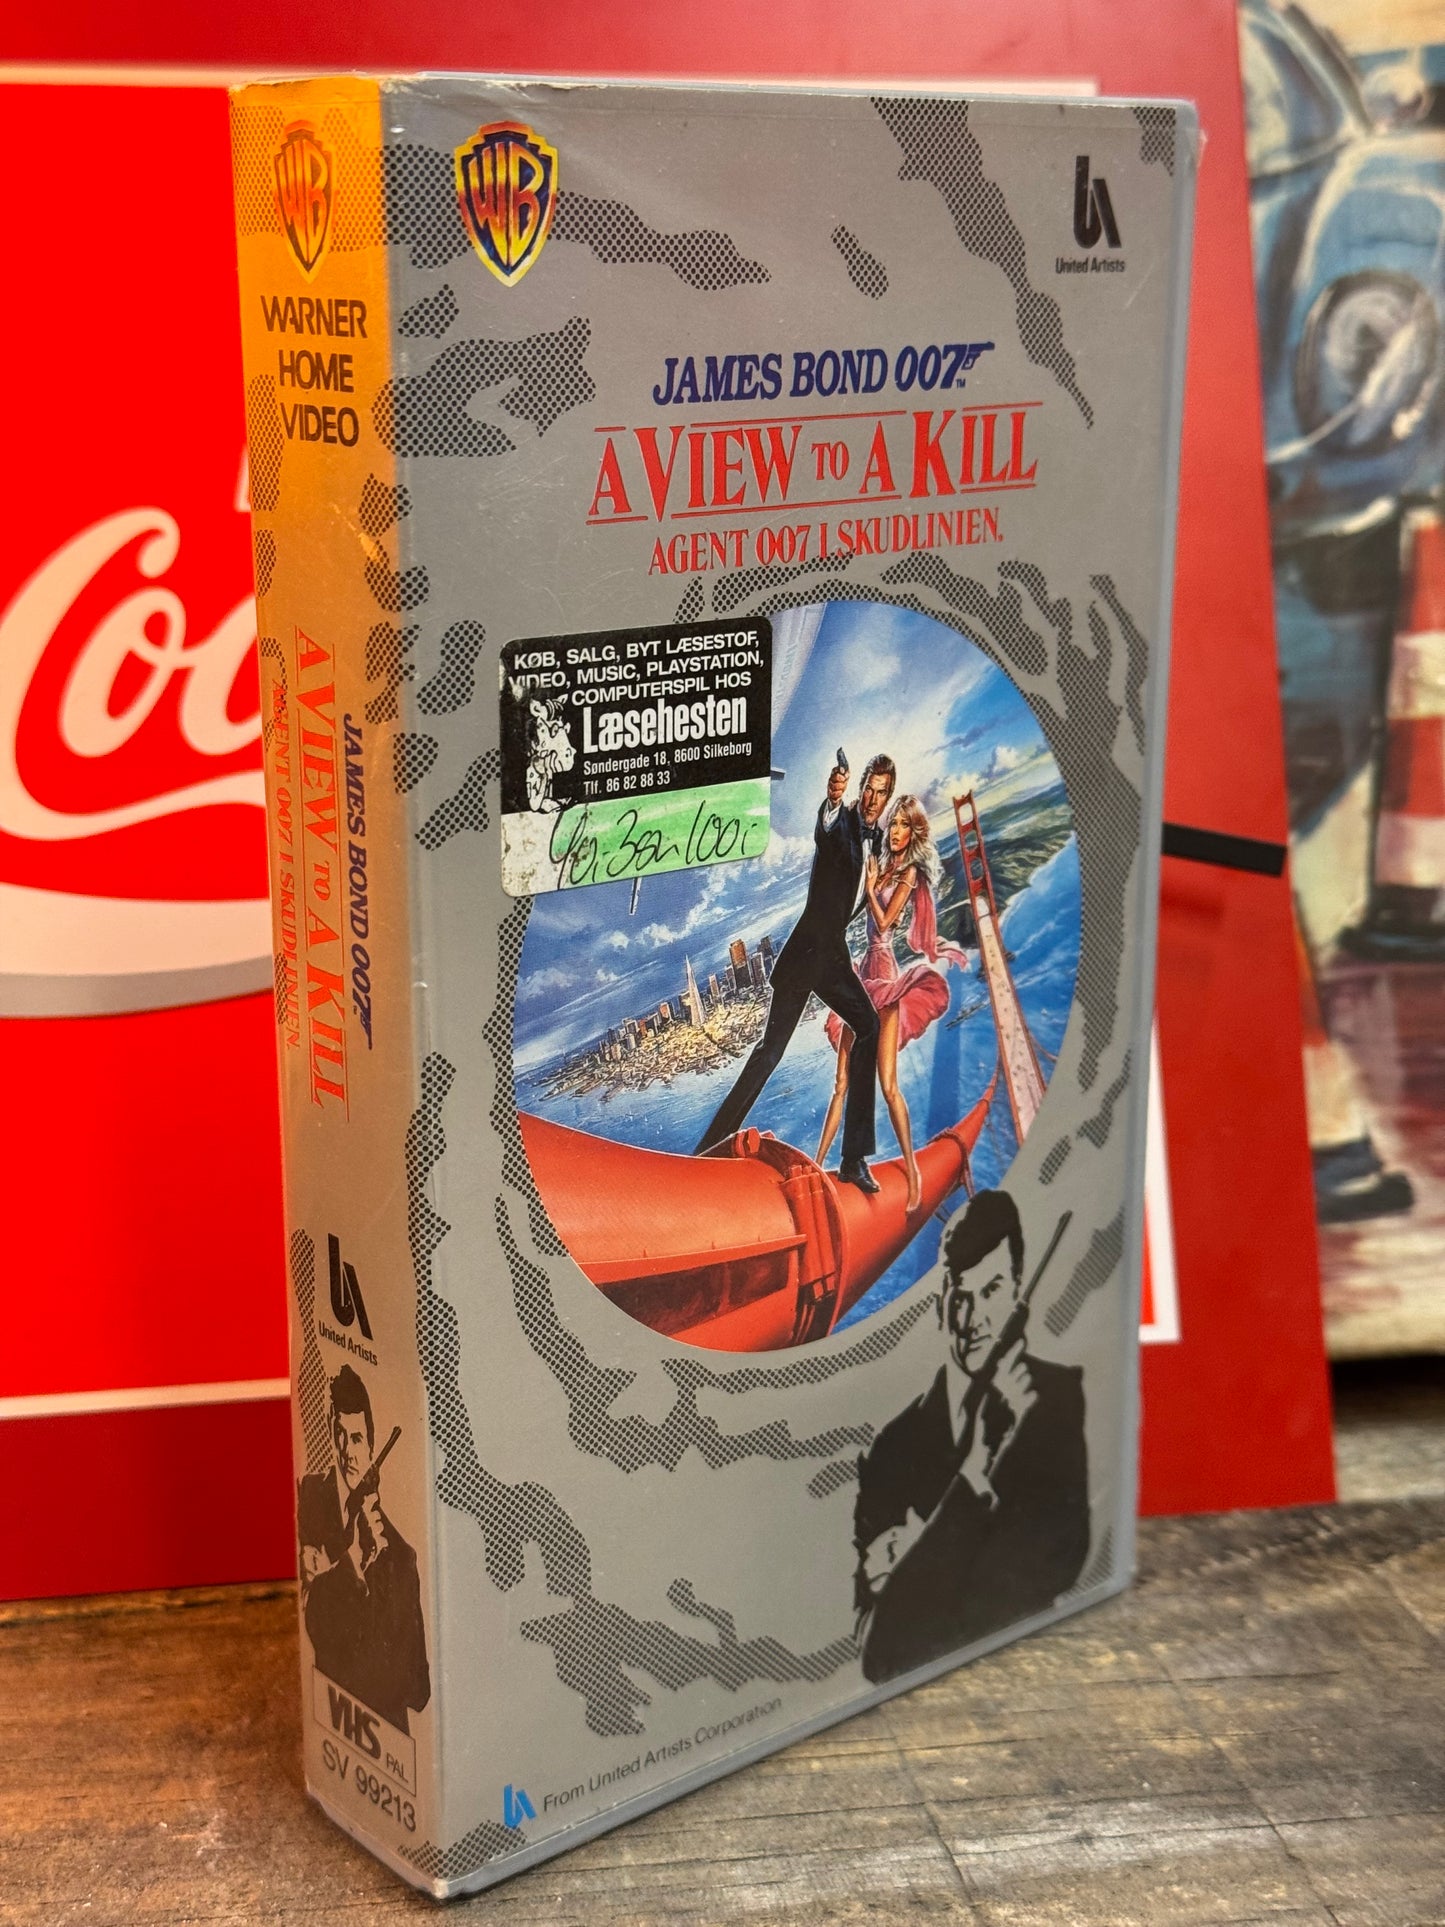 Coc
WB
WARNER
HOME
VIDEO
JAMES BOND 007
A VIEW TO A KILL
AGENT 007 I SKUDLINIEN.
United Artists
VHS PAL
SV 99213
WB
United Artists
JAMES BOND 007™
A VIEW TO A KILL
AGENT 007 I SKUDLINIEN.
KØB, SALG, BYT LÆSESTOF,
VIDEO, MUSIC, PLAYSTATION,
COMPUTERSPIL HOS
Læsehesten
Søndergade 18, 8600 Silkeborg
Tlf. 86 82 88 33
From United Artists Corporation